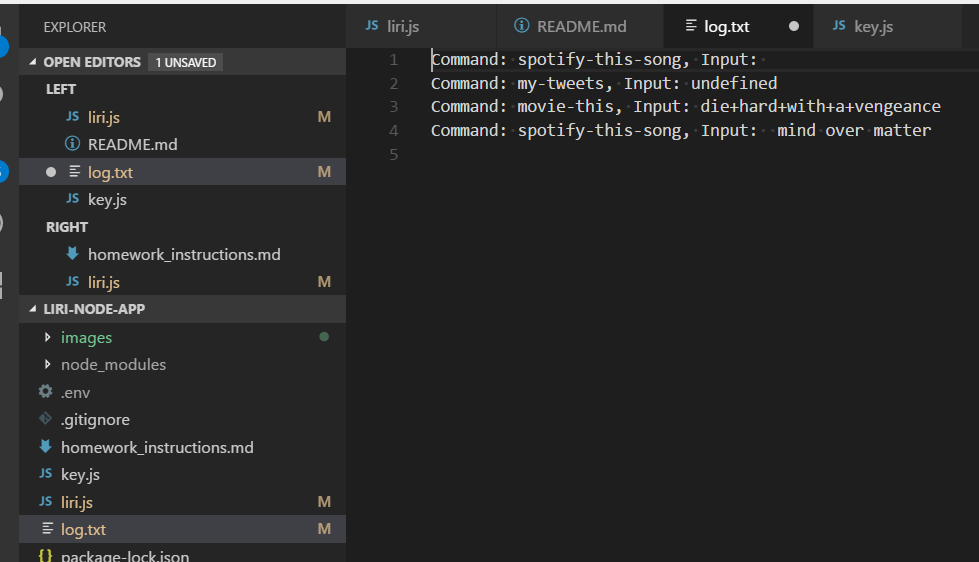 EXPLORER
OPEN EDITORS 1 UNSAVED
LEFT
JS liri.js M
README.md
log.txt M
JS key.js
RIGHT
homework_instructions.md
JS liri.js M
LIRI-NODE-APP
images
node_modules
.env
.gitignore
homework_instructions.md
JS key.js
JS liri.js M
log.txt M
{} package-lock.json
JS liri.js README.md log.txt JS key.js
1 Command: spotify-this-song, Input:
2 Command: my-tweets, Input: undefined
3 Command: movie-this, Input: die+hard+with+a+vengeance
4 Command: spotify-this-song, Input:  mind over matter
5